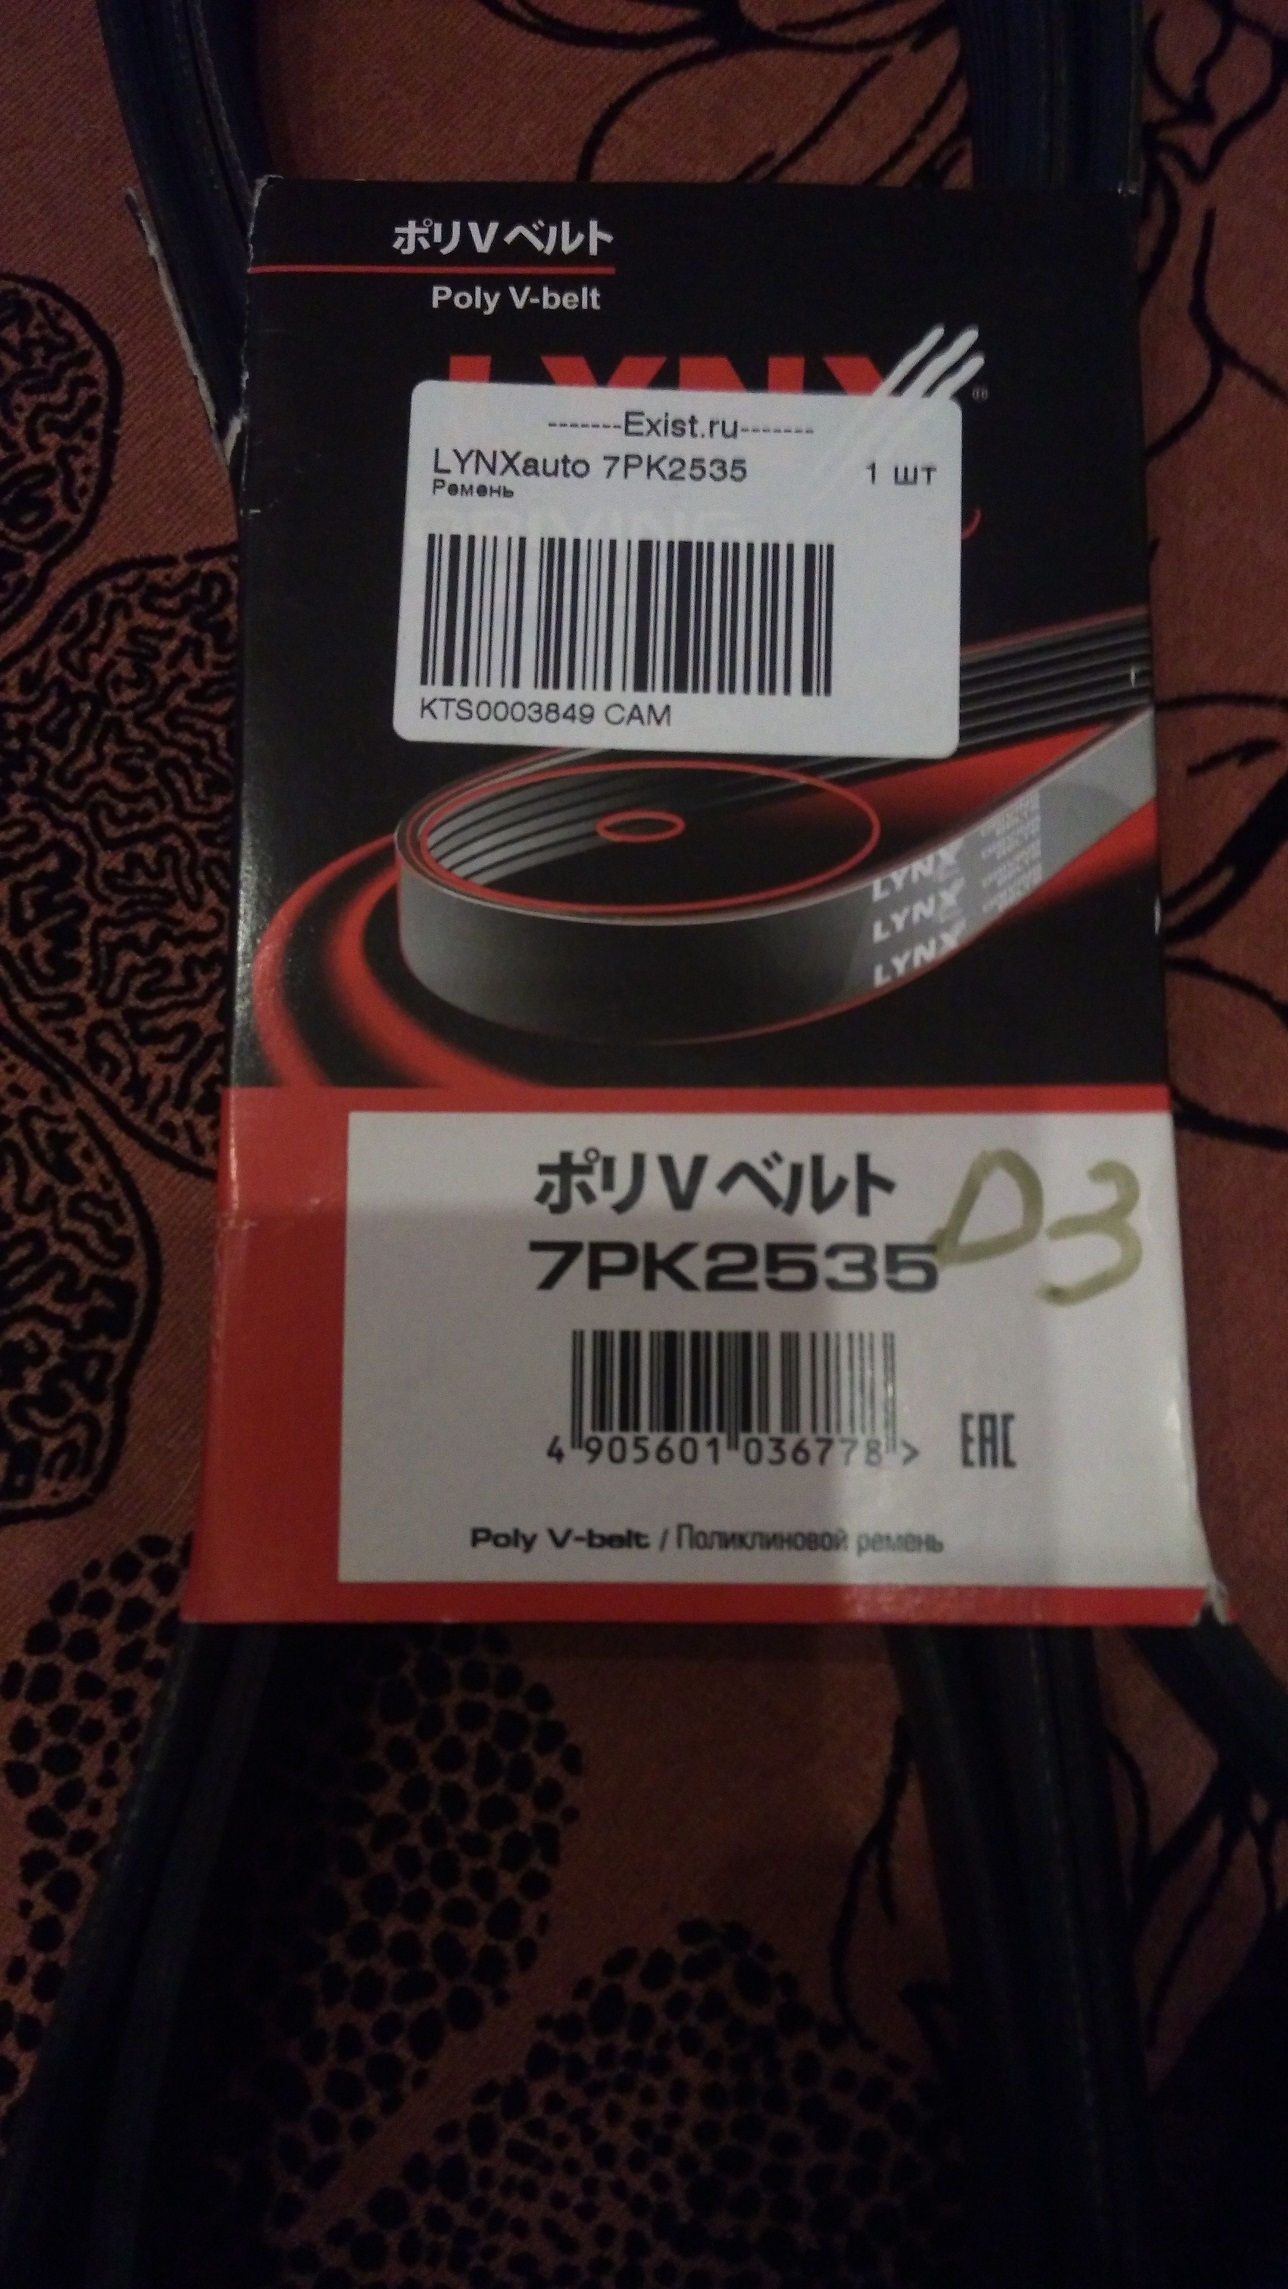 ポリVベルト
Poly V-belt
LYNX
-------Exist.ru-------
LYNXauto 7PK2535 1 шт
Ремень
KTS0003849 САМ
LYNX
LYNX
LYNX
ポリVベルト
7PK2535
D3
4 905601 036778 >
EAC
Poly V-belt / Поликлиновой ремень